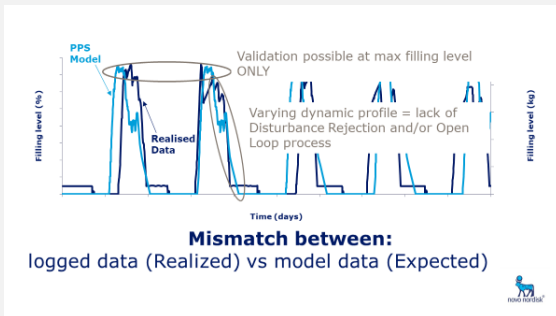 PPS
Model
Validation possible at max filling level
ONLY
Varying dynamic profile = lack of
Disturbance Rejection and/or Open
Loop process
Realised
Data
Filling level (%)
Filling level (kg)
Time (days)
Mismatch between:
logged data (Realized) vs model data (Expected)
novo nordisk®